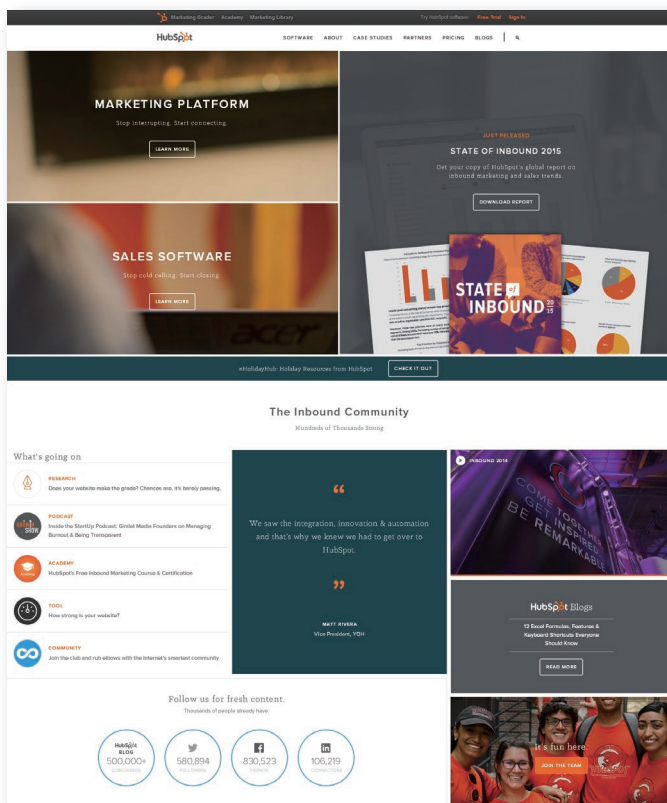 Marketing Grader Academy Marketing Library
Try HubSpot software: Free Trial Sign In
HubSpot
SOFTWARE ABOUT CASE STUDIES PARTNERS PRICING BLOGS
MARKETING PLATFORM
Stop interrupting. Start connecting.
LEARN MORE
SALES SOFTWARE
Stop cold calling. Start closing.
LEARN MORE
acer
JUST RELEASED
STATE OF INBOUND 2015
Get your copy of HubSpot's global report on
inbound marketing and sales trends.
DOWNLOAD REPORT
STATE of
INBOUND 20
15
#HolidayHub: Holiday Resources from HubSpot
CHECK IT OUT
The Inbound Community
Hundreds of Thousands Strong
What's going on
RESEARCH
Does your website make the grade? Chances are, it's barely passing.
PODCAST
Inside the StartUp Podcast: Gimlet Media Founders on Managing
Burnout & Being Transparent
ACADEMY
HubSpot's Free Inbound Marketing Course & Certification
TOOL
How strong is your website?
COMMUNITY
Join the club and rub elbows with the Internet's smartest community
“
We saw the integration, innovation & automation
and that's why we knew we had to get over to
HubSpot.
”
MATT RIVERA
Vice President, YOH
INBOUND 2014
COME TOGETHER
GET INSPIRED
BE REMARKABLE
HubSpot Blogs
12 Excel Formulas, Features &
Keyboard Shortcuts Everyone
Should Know
READ MORE
Follow us for fresh content.
Thousands of people already have.
HubSpot
BLOG
500,000+
SUBSCRIBERS
580,894
FOLLOWERS
830,523
FRIENDS
106,219
CONNECTIONS
It's fun here.
JOIN THE TEAM